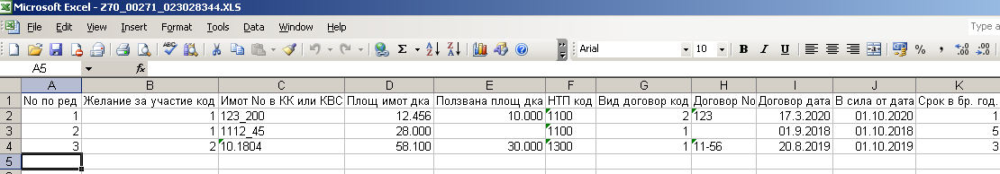 Microsoft Excel - Z70_00271_023028344.XLS
File Edit View Insert Format Tools Data Window Help Type a
Arial 10 B I U
A5 fx
A B C D E F G H I J K
1 No по ред Желание за участие код Имот No в КК или КВС Площ имот дка Ползвана площ дка НТП код Вид договор код Договор No Договор дата В сила от дата Срок в бр. год.
2 1 1 123_200 12.456 10.000 1100 2 123 17.3.2020 01.10.2020 1
3 2 1 1112_45 28.000 1100 1 01.9.2018 01.10.2018 5
4 3 2 10.1804 58.100 30.000 1300 1 11-56 20.8.2019 01.10.2019 3
5